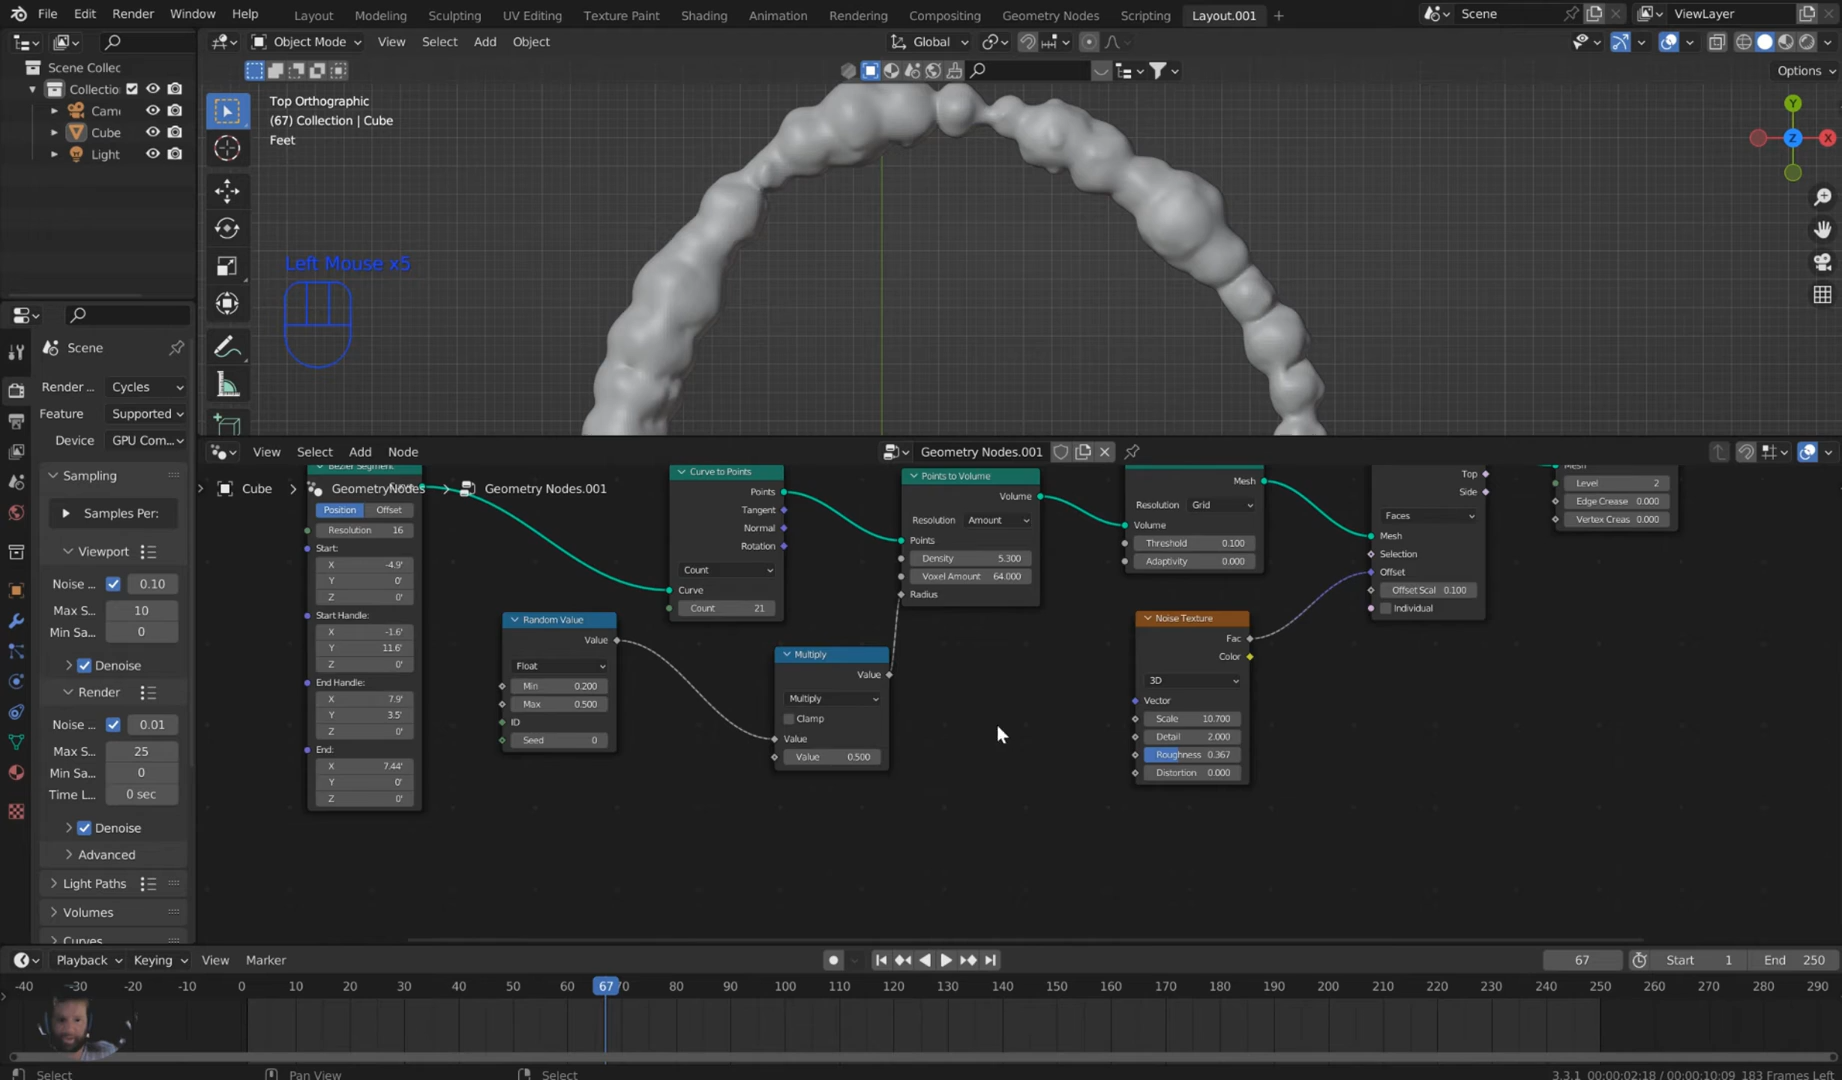 File Edit Render Window Help Layout Modeling Sculpting UV Editing Texture Paint Shading Animation Rendering Compositing Geometry Nodes Scripting Layout.001 + Scene ViewLayer
Object Mode View Select Add Object Global
Options
Scene Collec
Collectio
Came
Cube
Light
Top Orthographic
(67) Collection | Cube
Feet
Y
X
Z
Left Mouse x5
Scene
Render ... Cycles
Feature Supported
Device GPU Com...
Sampling
Samples Per:
Viewport
Noise ... 0.10
Max S... 10
Min Sa... 0
Denoise
Render
Noise ... 0.01
Max S... 25
Min Sa... 0
Time L... 0 sec
Denoise
Advanced
Light Paths
Volumes
Curves
View Select Add Node Geometry Nodes.001
Cube GeometryNodes Geometry Nodes.001
Bezier Segment
Curve
Position Offset
Resolution 16
Start:
X -4.9'
Y 0'
Z 0'
Start Handle:
X -1.6'
Y 11.6'
Z 0'
End Handle:
X 7.9'
Y 3.5'
Z 0'
End:
X 7.44'
Y 0'
Z 0'
Random Value
Value
Float
Min 0.200
Max 0.500
ID
Seed 0
Curve to Points
Points
Tangent
Normal
Rotation
Count
Curve
Count 21
Multiply
Value
Multiply
Clamp
Value
Value 0.500
Points to Volume
Volume
Resolution Amount
Points
Density 5.300
Voxel Amount 64.000
Radius
Mesh
Resolution Grid
Volume
Threshold 0.100
Adaptivity 0.000
Noise Texture
Fac
Color
3D
Vector
Scale 10.700
Detail 2.000
Roughness 0.367
Distortion 0.000
Top
Side
Faces
Mesh
Selection
Offset
Offset Scal 0.100
Individual
Mesh
Level 2
Edge Crease 0.000
Vertex Creas 0.000
Playback Keying View Marker 67 Start 1 End 250
-40 -30 -20 -10 0 10 20 30 40 50 60 67 70 80 90 100 110 120 130 140 150 160 170 180 190 200 210 220 230 240 250 260 270 280 290
Select Pan View Select 3.3.1 00:00:02:18 / 00:00:10:09 183 Frames Left